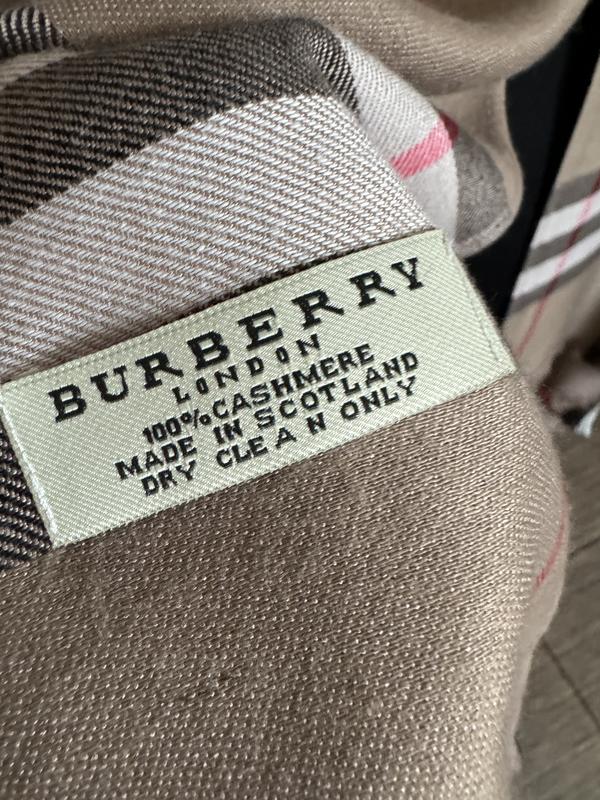 BURBERRY
LONDON
100% CASHMERE
MADE IN SCOTLAND
DRY CLEAN ONLY